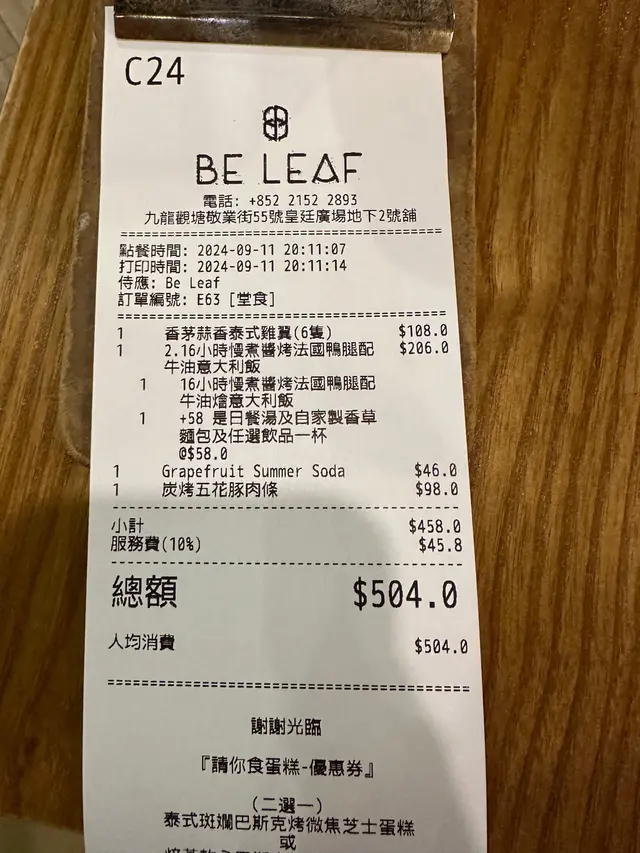 C24
BE LEAF
電話: +852 2152 2893
九龍觀塘敬業街55號皇廷廣場地下2號舖
點餐時間: 2024-09-11 20:11:07
打印時間: 2024-09-11 20:11:14
侍應: Be Leaf
訂單編號: E63 [堂食]
1 香茅蒜香泰式雞翼(6隻) $108.0
1 2.16小時慢煮醬烤法國鴨腿配 $206.0
牛油意大利飯
1 16小時慢煮醬烤法國鴨腿配
牛油燴意大利飯
1 +58 是日餐湯及自家製香草
麵包及任選飲品一杯
@$58.0
1 Grapefruit Summer Soda $46.0
1 炭烤五花豚肉條 $98.0
小計 $458.0
服務費(10%) $45.8
總額 $504.0
人均消費 $504.0
謝謝光臨
『請你食蛋糕-優惠券』
(二選一)
泰式斑斕巴斯克烤微焦芝士蛋糕
或